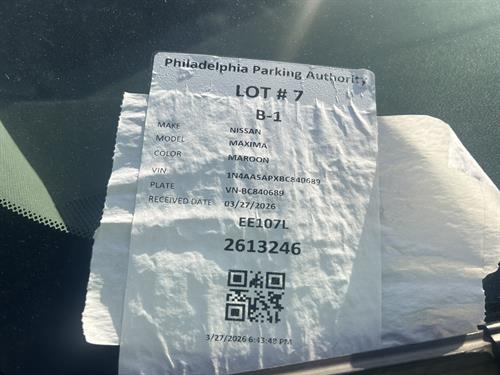 Philadelphia Parking Authority
LOT # 7
B-1
MAKE NISSAN
MODEL MAXIMA
COLOR MAROON
VIN 1N4AA5APXBC840689
PLATE VN-BC840689
RECEIVED DATE 03/27/2026
EE107L
2613246
3/27/2026 6:43:48 PM